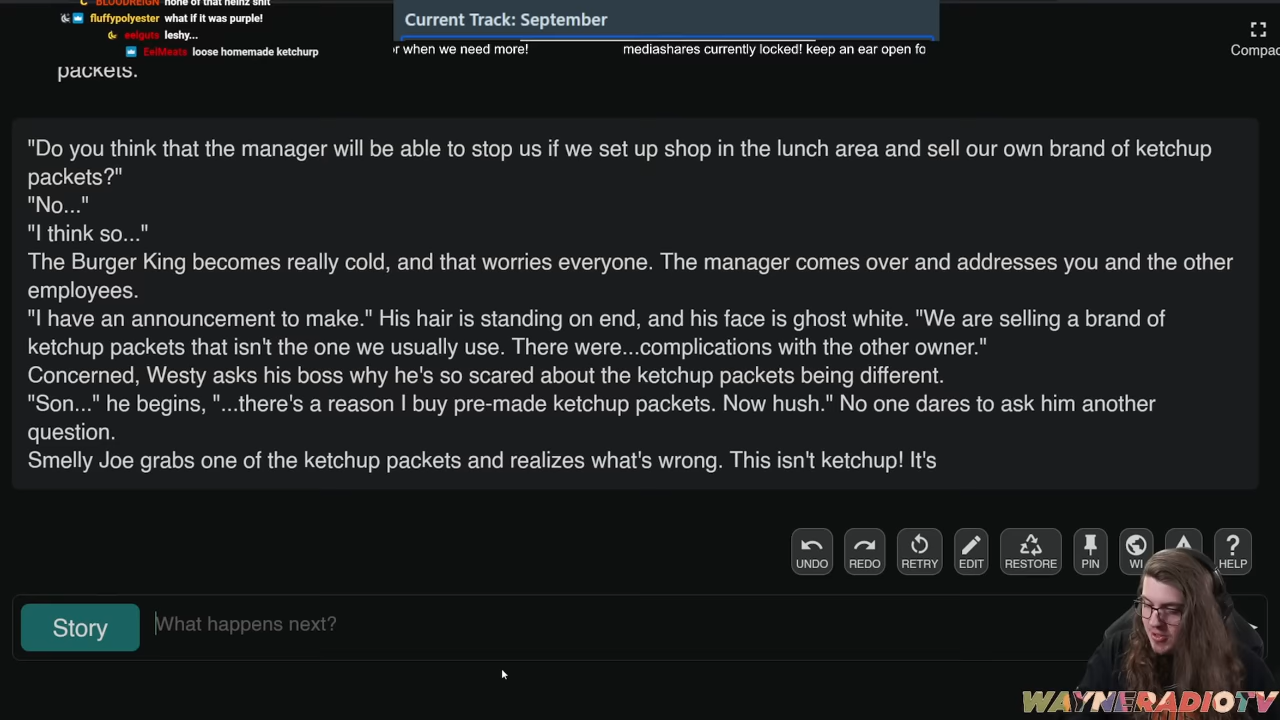 BLOODREIGN none of that heinz shit
fluffypolyester what if it was purple!
eelguts leshy...
EelMeats loose homemade ketchurp
Current Track: September
r when we need more! mediashares currently locked! keep an ear open fo
Compac
packets.
"Do you think that the manager will be able to stop us if we set up shop in the lunch area and sell our own brand of ketchup
packets?"
"No..."
"I think so..."
The Burger King becomes really cold, and that worries everyone. The manager comes over and addresses you and the other
employees.
"I have an announcement to make." His hair is standing on end, and his face is ghost white. "We are selling a brand of
ketchup packets that isn't the one we usually use. There were...complications with the other owner."
Concerned, Westy asks his boss why he's so scared about the ketchup packets being different.
"Son..." he begins, "...there's a reason I buy pre-made ketchup packets. Now hush." No one dares to ask him another
question.
Smelly Joe grabs one of the ketchup packets and realizes what's wrong. This isn't ketchup! It's
UNDO REDO RETRY EDIT RESTORE PIN WI HELP
Story What happens next?
WAYNERADIOTV